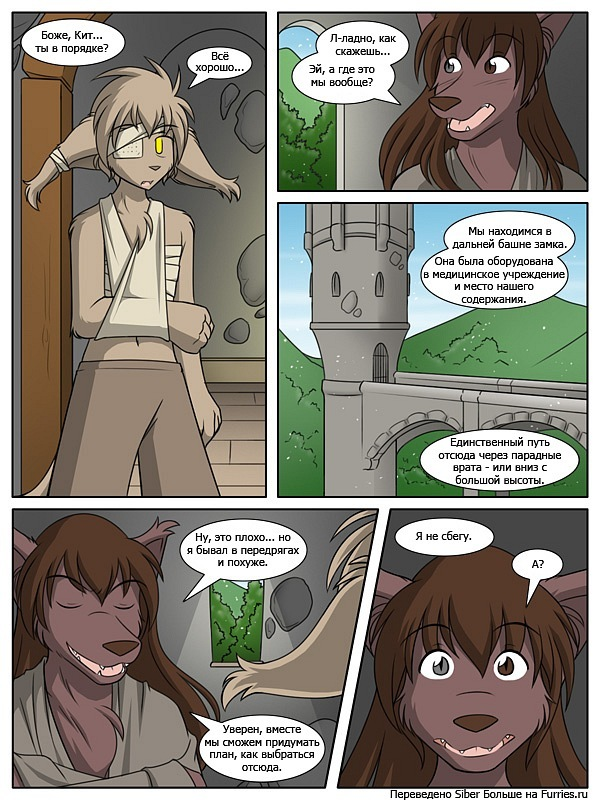 Боже, Кит...
ты в порядке?
Всё
хорошо...
Л-ладно, как
скажешь...
Эй, а где это
мы вообще?
Мы находимся в
дальней башне замка.
Она была оборудована
в медицинское учреждение
и место нашего
содержания.
Единственный путь
отсюда через парадные
врата - или вниз с
большой высоты.
Ну, это плохо... но
я бывал в передрягах
и похуже.
Уверен, вместе
мы сможем придумать
план, как выбраться
отсюда.
Я не сбегу.
А?
Переведено Siber Больше на Furries.ru